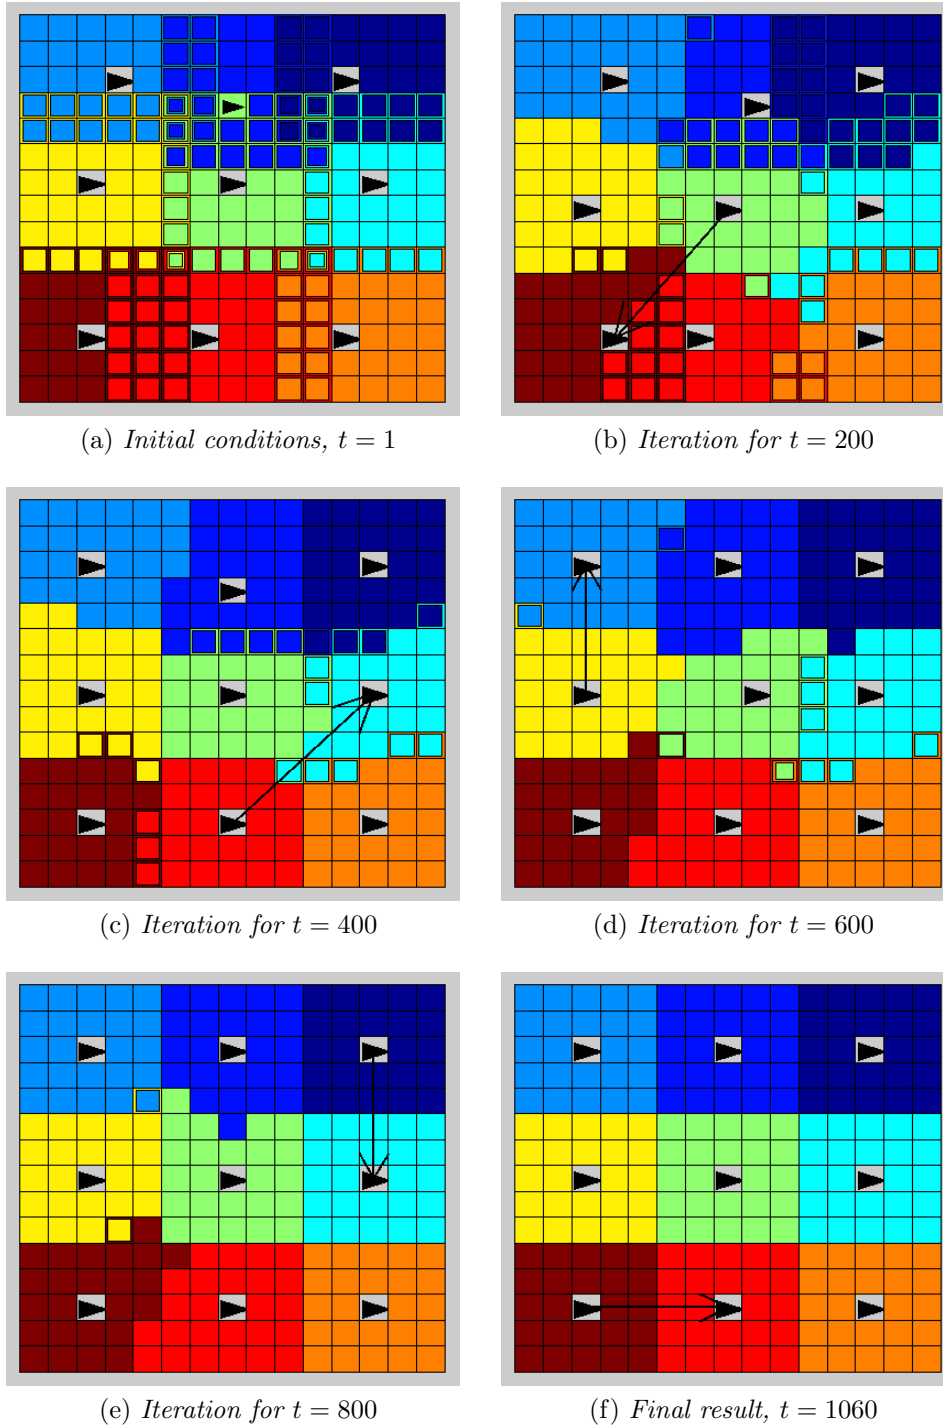 (a) Initial conditions, t = 1
(b) Iteration for t = 200
(c) Iteration for t = 400
(d) Iteration for t = 600
(e) Iteration for t = 800
(f) Final result, t = 1060